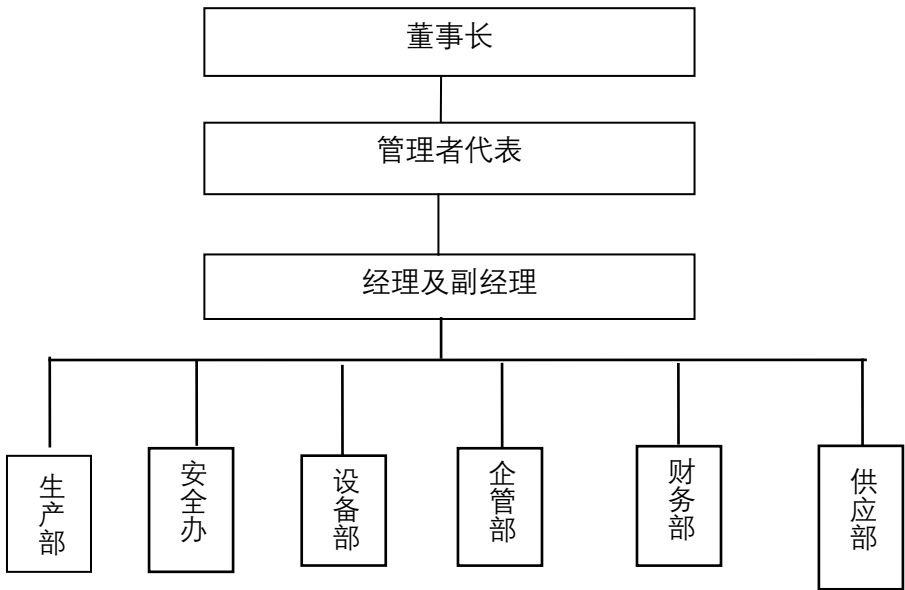 董事长
管理者代表
经理及副经理
生产部
安全办
设备部
企管部
财务部
供应部